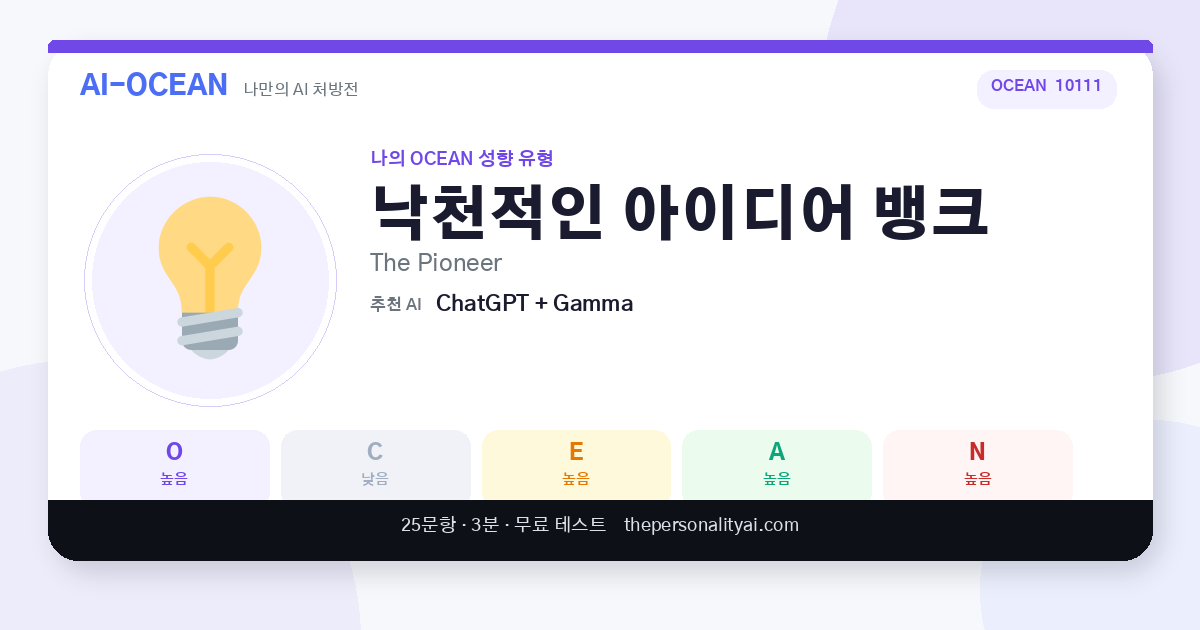 AI-OCEAN 나만의 AI 처방전
OCEAN 10111
나의 OCEAN 성향 유형
낙천적인 아이디어 뱅크
The Pioneer
추천 AI ChatGPT + Gamma
O C E A N
높음 낮음 높음 높음 높음
25문항 · 3분 · 무료 테스트 thepersonalityai.com